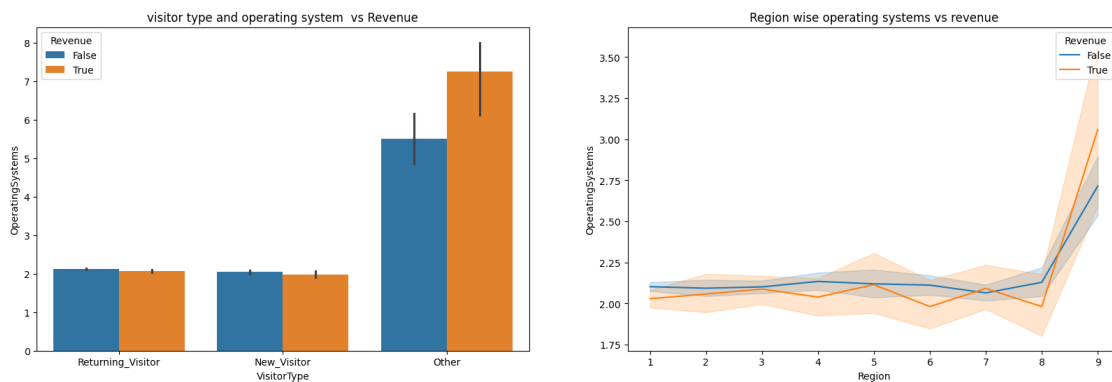 visitor type and operating system  vs Revenue
Revenue
False
True
OperatingSystems
8
7
6
5
4
3
2
1
0
Returning_Visitor
New_Visitor
Other
VisitorType
Region wise operating systems vs revenue
Revenue
False
True
OperatingSystems
3.50
3.25
3.00
2.75
2.50
2.25
2.00
1.75
1
2
3
4
5
6
7
8
9
Region